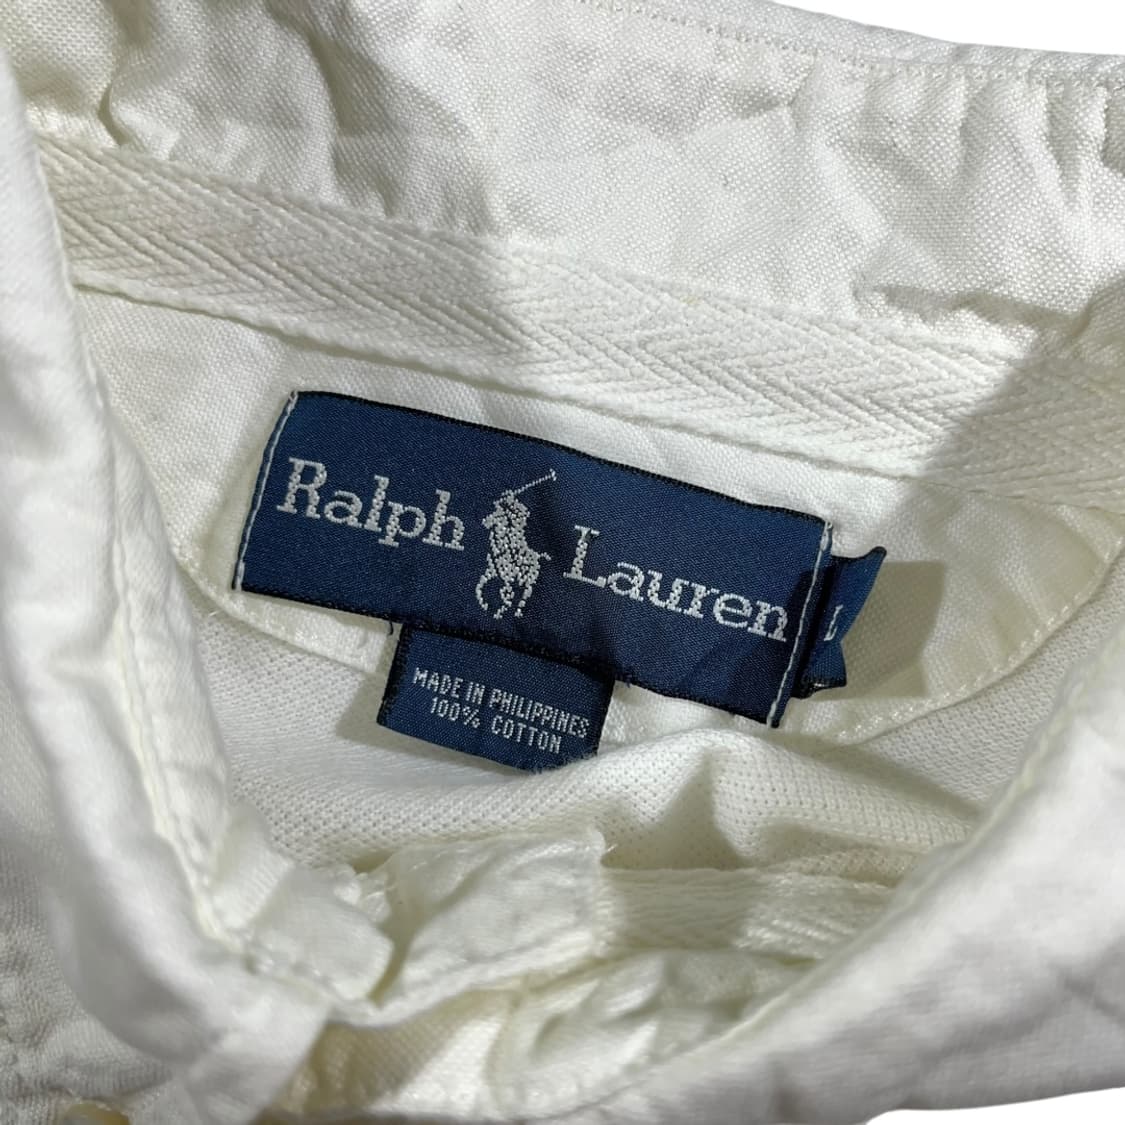 Ralph Lauren
L
MADE IN PHILIPPINES
100% COTTON